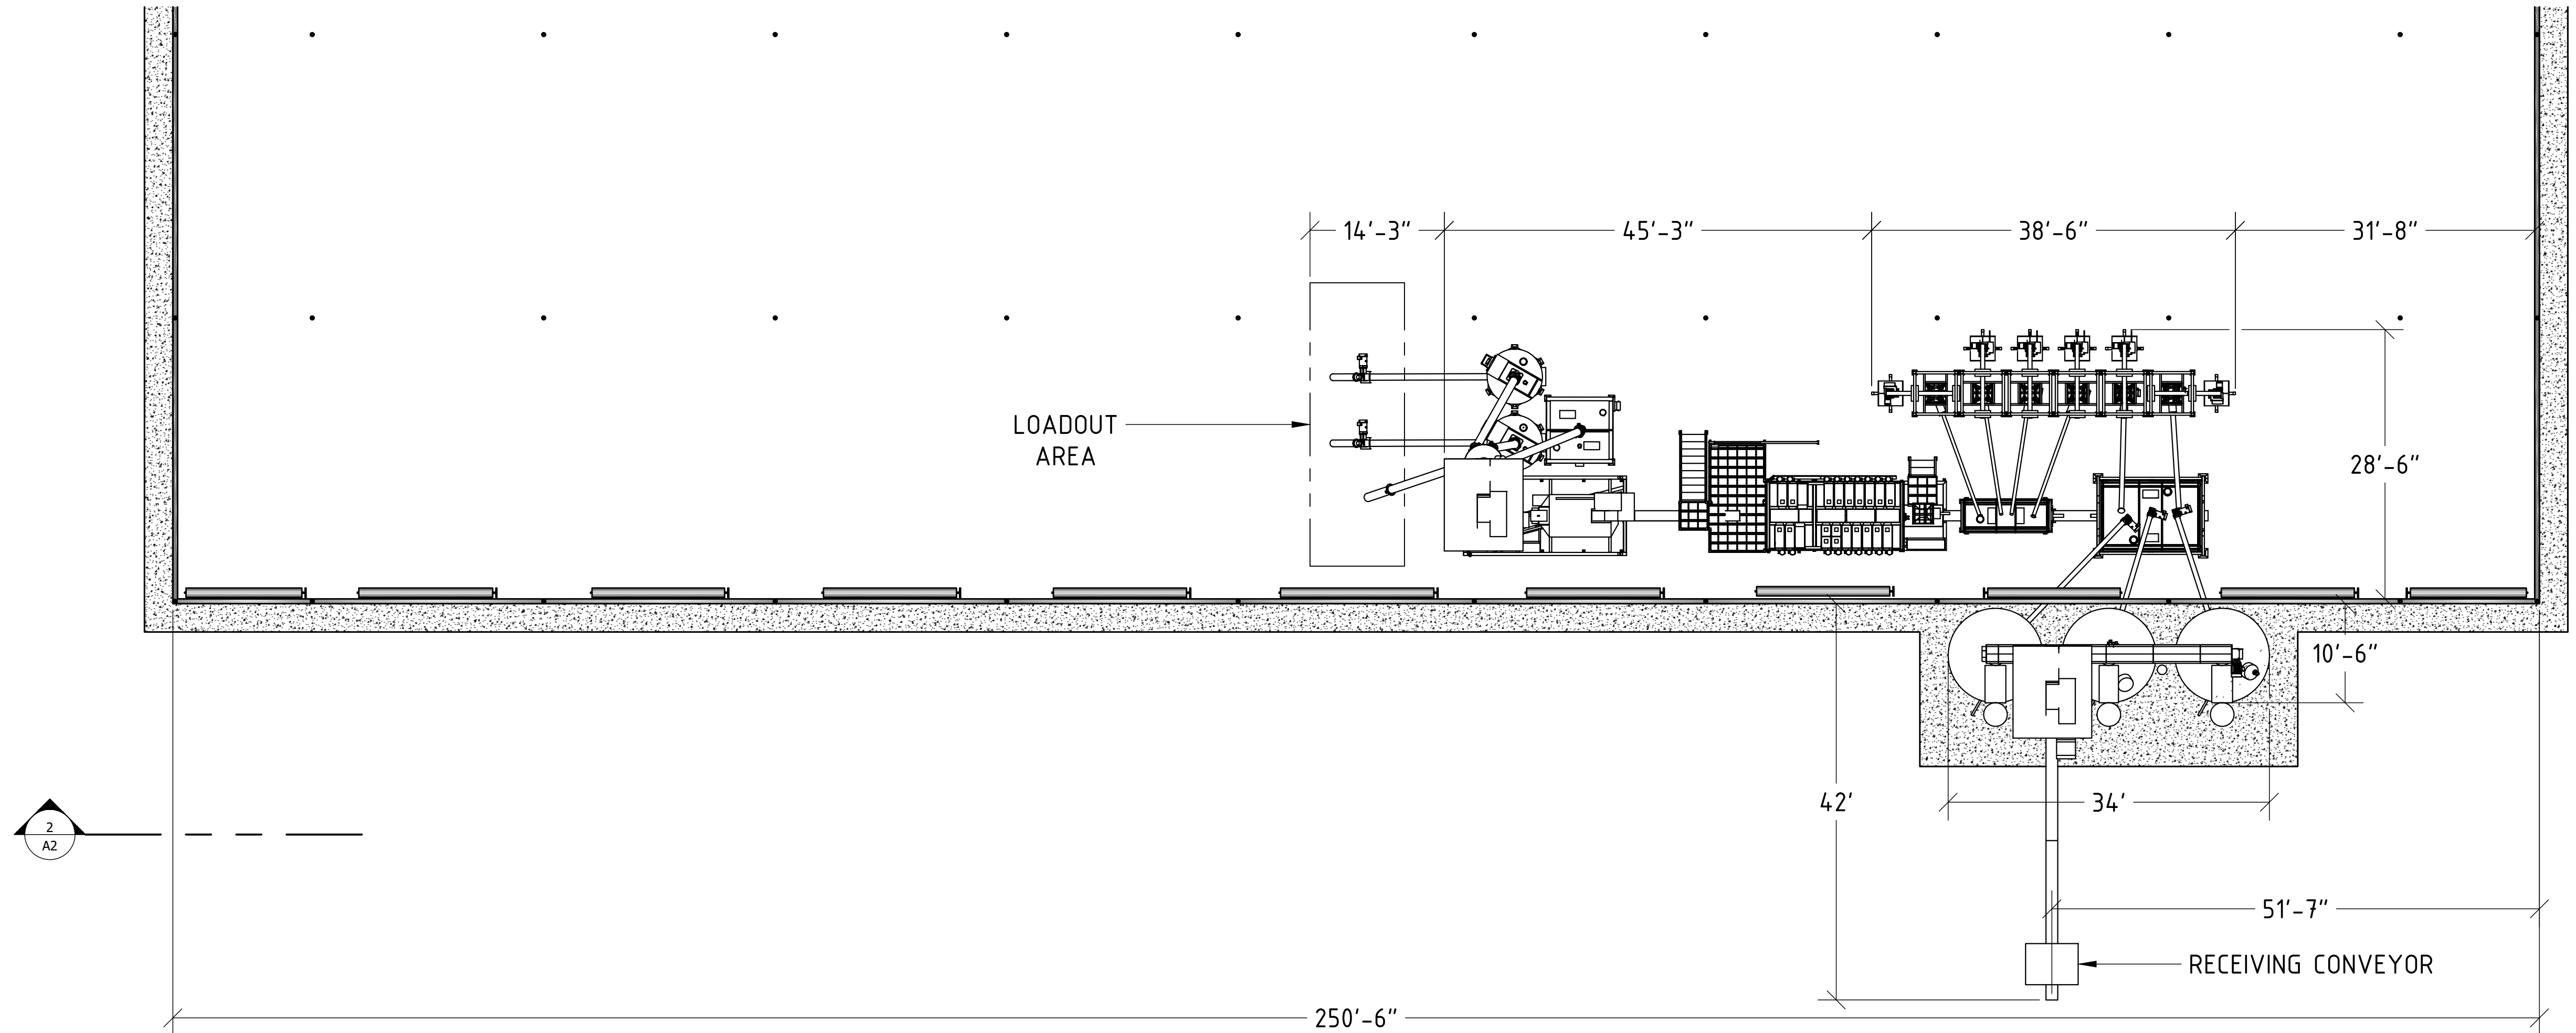 14'-3"
45'-3"
38'-6"
31'-8"
LOADOUT
AREA
28'-6"
10'-6"
42'
34'
2
A2
51'-7"
RECEIVING CONVEYOR
250'-6"